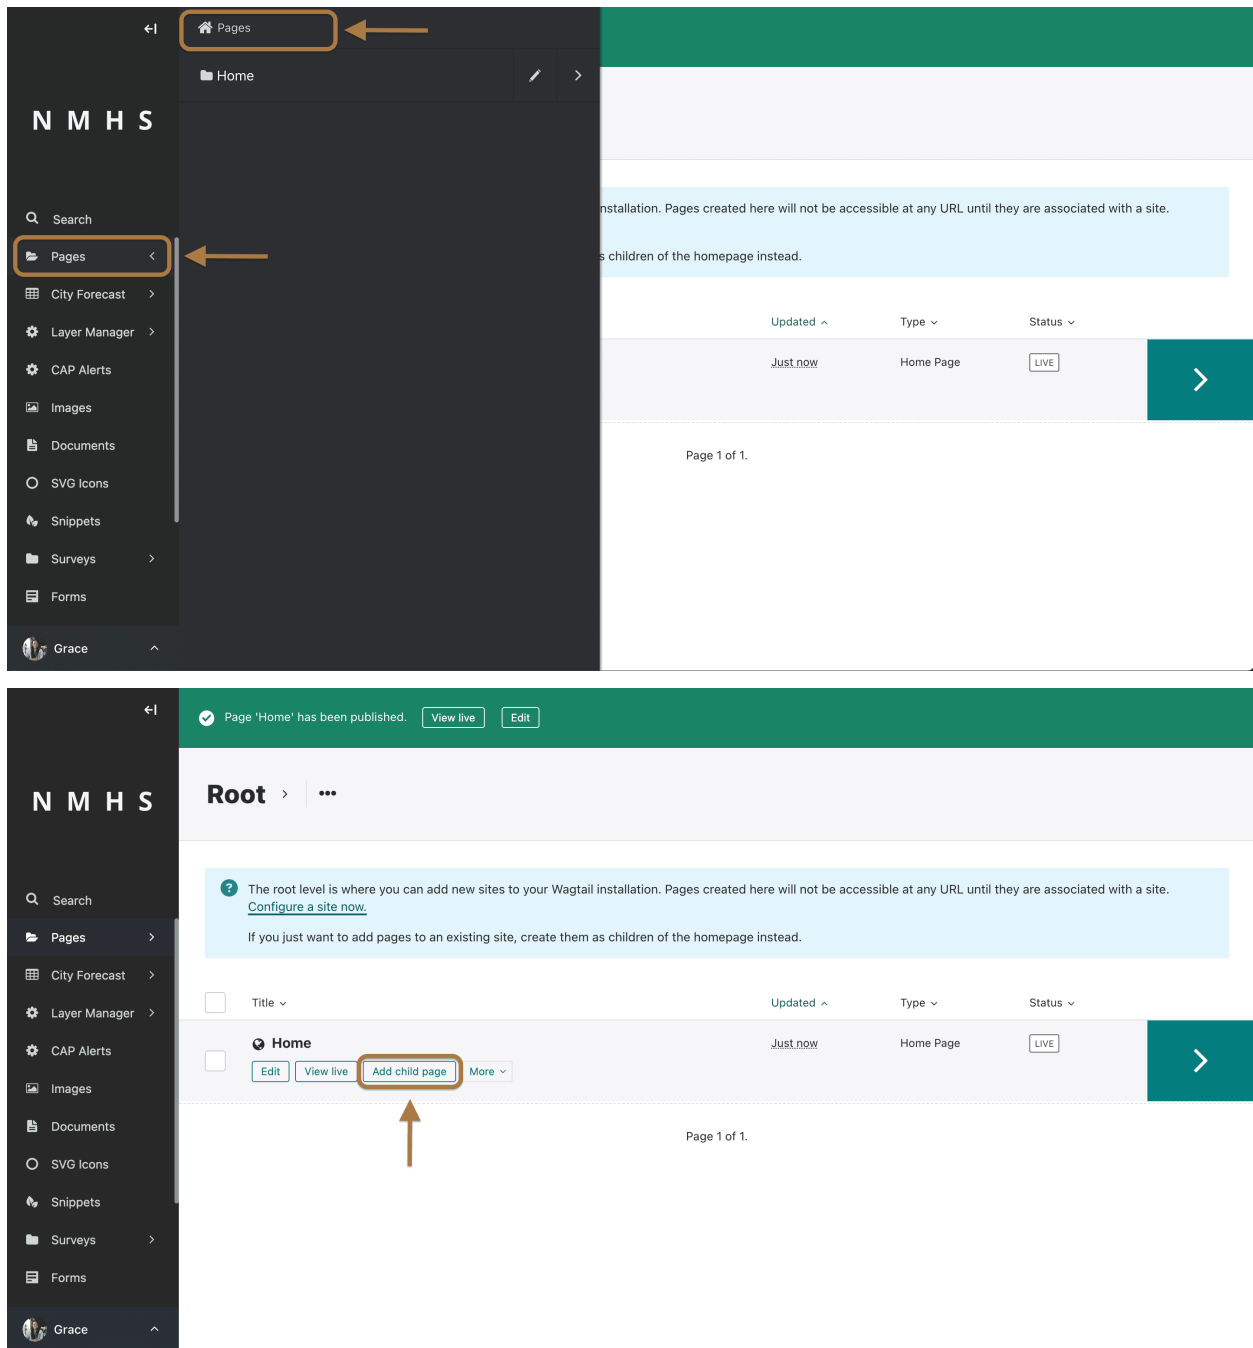 Pages
Home
N M H S
Search
nstallation. Pages created here will not be accessible at any URL until they are associated with a site.
Pages
s children of the homepage instead.
City Forecast
Updated Type Status
Layer Manager
CAP Alerts
Just now Home Page LIVE
Images
Documents
Page 1 of 1.
SVG Icons
Snippets
Surveys
Forms
Grace
Page 'Home' has been published. View live Edit
N M H S
Root
Search
The root level is where you can add new sites to your Wagtail installation. Pages created here will not be accessible at any URL until they are associated with a site.
Configure a site now.
Pages
If you just want to add pages to an existing site, create them as children of the homepage instead.
City Forecast
Title Updated Type Status
Layer Manager
Home Just now Home Page LIVE
CAP Alerts
Edit View live Add child page More
Images
Documents
Page 1 of 1.
SVG Icons
Snippets
Surveys
Forms
Grace